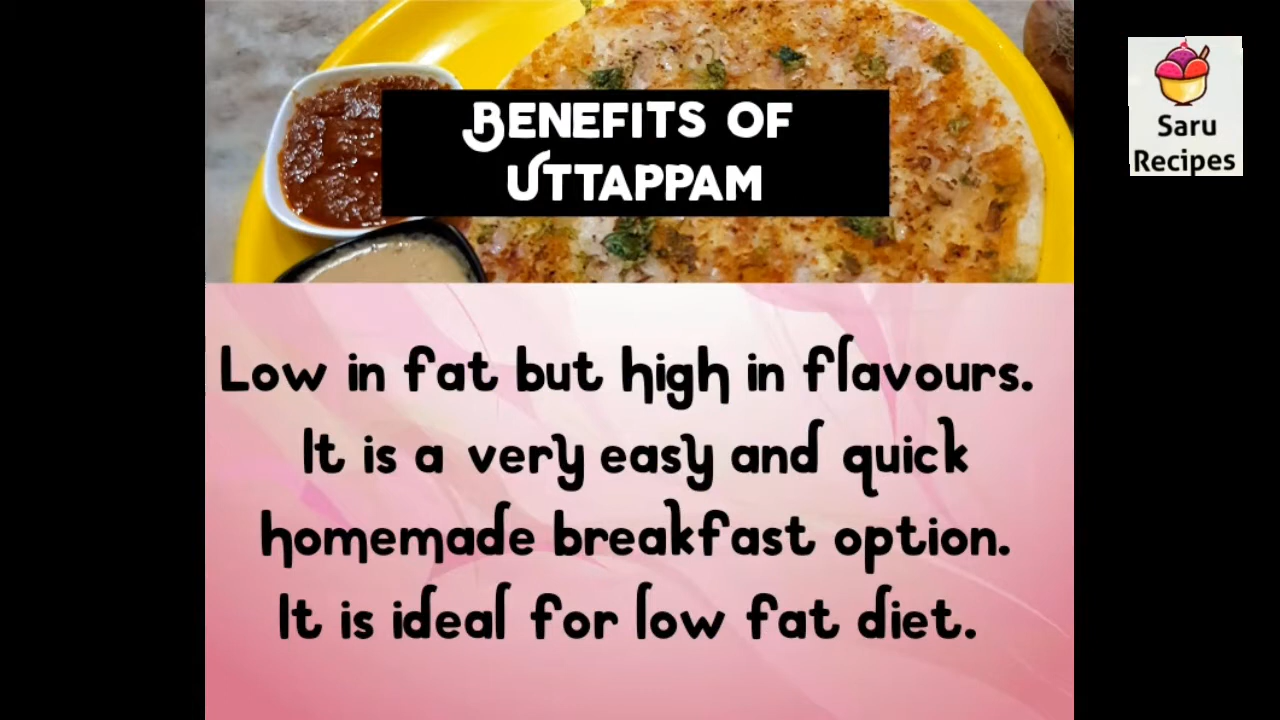 BENEFITS OF
UTTAPPAM
Saru
Recipes
Low in fat but high in flavours.
It is a very easy and quick
homemade breakfast option.
It is ideal for low fat diet.